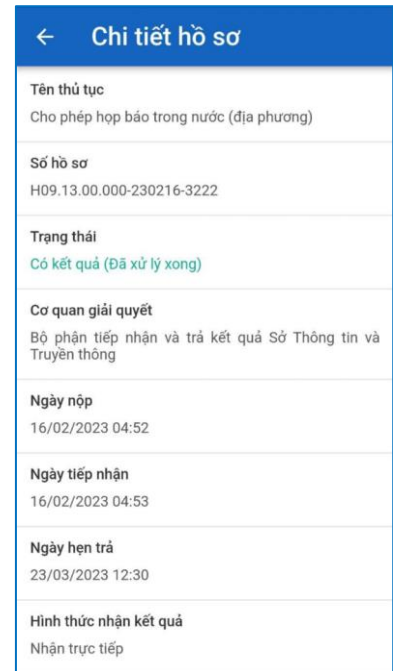 Chi tiết hồ sơ
Tên thủ tục
Cho phép họp báo trong nước (địa phương)
Số hồ sơ
H09.13.00.000-230216-3222
Trạng thái
Có kết quả (Đã xử lý xong)
Cơ quan giải quyết
Bộ phận tiếp nhận và trả kết quả Sở Thông tin và
Truyền thông
Ngày nộp
16/02/2023 04:52
Ngày tiếp nhận
16/02/2023 04:53
Ngày hẹn trả
23/03/2023 12:30
Hình thức nhận kết quả
Nhận trực tiếp